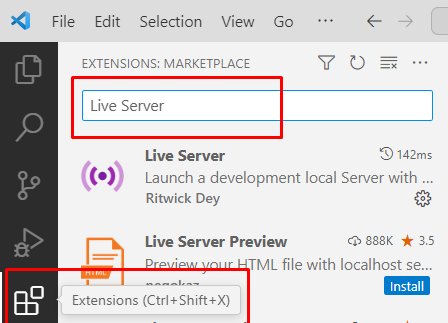 File Edit Selection View Go ...
EXTENSIONS: MARKETPLACE
Live Server
Live Server 142ms
Launch a development local Server with ...
Ritwick Dey
Live Server Preview 888K 3.5
Preview your HTML file with localhost se...
negokaz
Install
HTML
Extensions (Ctrl+Shift+X)